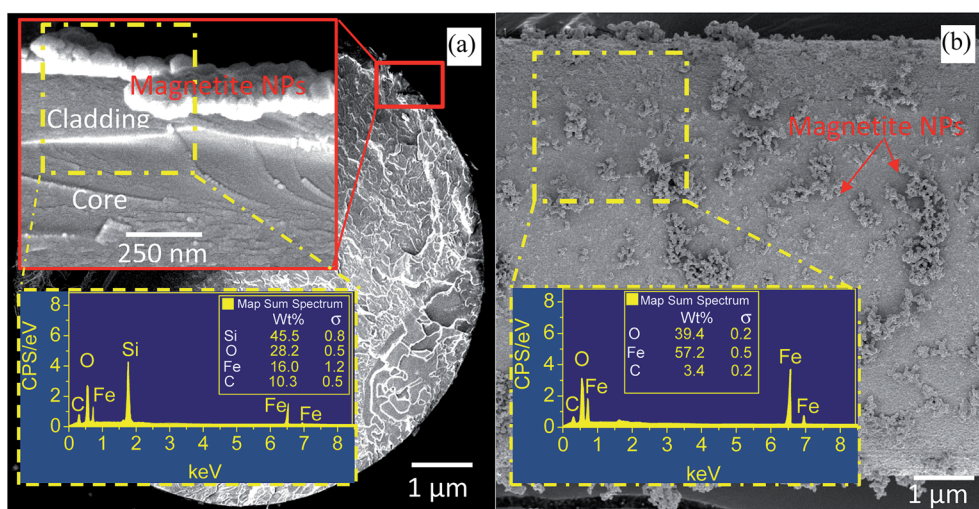 (a)
Magnetite NPs
Cladding
Core
250 nm
CPS/eV
8
6
4
2
0
Map Sum Spectrum
Wt% σ
Si 45.5 0.8
O 28.2 0.5
Fe 16.0 1.2
C 10.3 0.5
O
Si
C
Fe
Fe
Fe
0 1 2 3 4 5 6 7 8
keV
1 µm
(b)
Magnetite NPs
CPS/eV
8
6
4
2
0
Map Sum Spectrum
Wt% σ
O 39.4 0.2
Fe 57.2 0.5
C 3.4 0.2
O
C
Fe
Fe
Fe
0 1 2 3 4 5 6 7 8
keV
1 µm